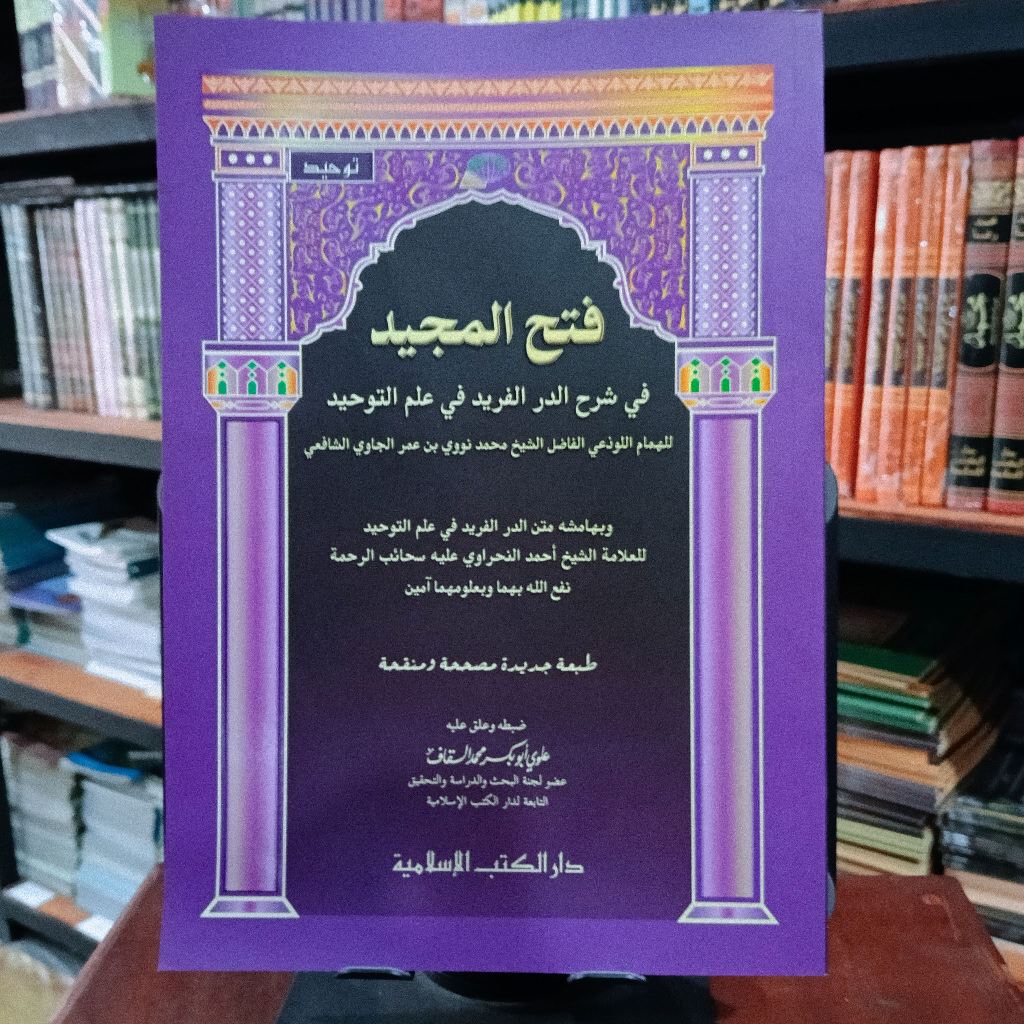 توحيد
فتح المجيد
في شرح الدر الفريد في علم التوحيد
للهمام اللوذعي الفاضل الشيخ محمد نووي بن عمر الجاوي الشافعي
وبهامشه متن الدر الفريد في علم التوحيد
للعلامة الشيخ أحمد النحراوي عليه سحائب الرحمة
نفع الله بهما وبعلومهما آمين
طبعة جديدة مصححة ومنقحة
ضبطه وعلق عليه
علوي أبو بكر محمد السقاف
عضو لجنة البحث والدراسة والتحقيق
التابعة لدار الكتب الإسلامية
دار الكتب الإسلامية